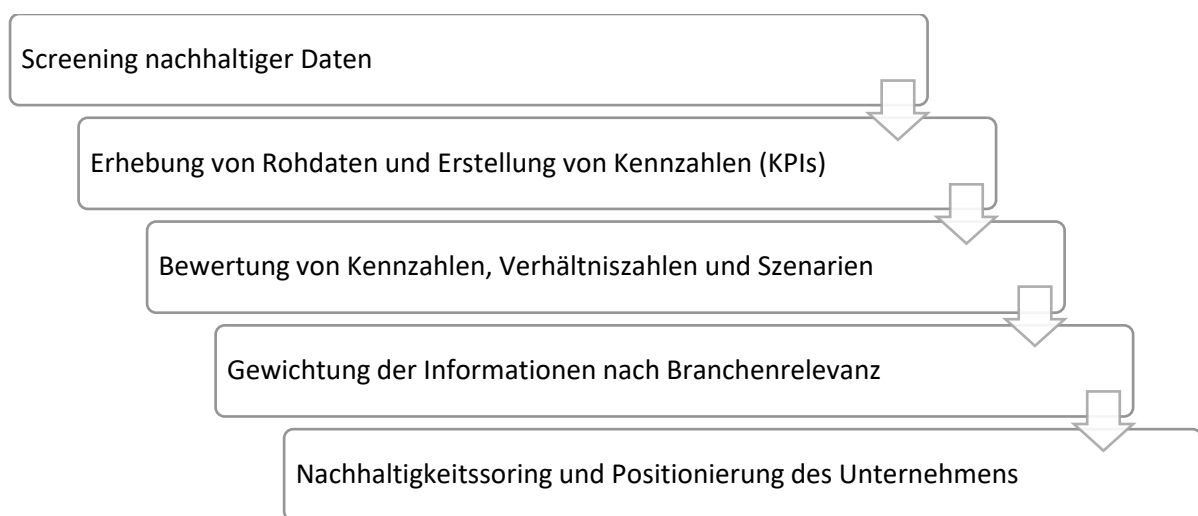 Screening nachhaltiger Daten
Erhebung von Rohdaten und Erstellung von Kennzahlen (KPIs)
Bewertung von Kennzahlen, Verhältniszahlen und Szenarien
Gewichtung der Informationen nach Branchenrelevanz
Nachhaltigkeitssoring und Positionierung des Unternehmens